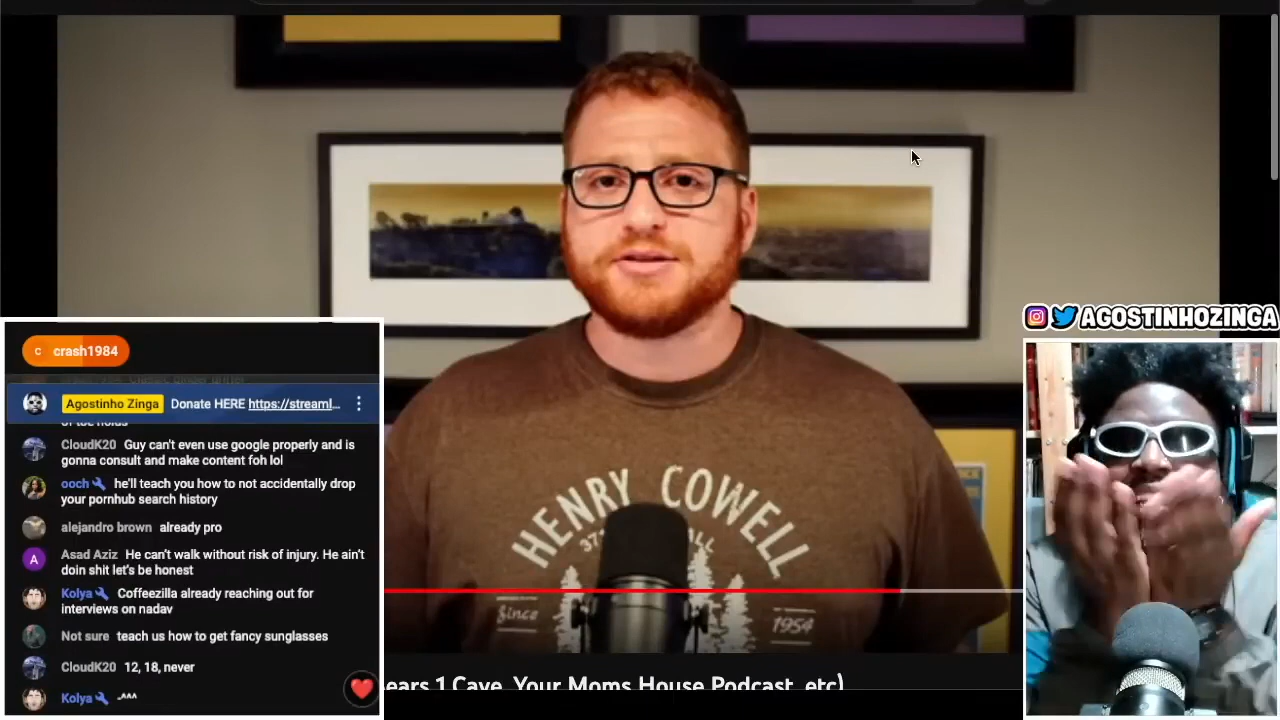 HENRY COWELL
Since
1954
AGOSTINHOZINGA
C crash1984
Agostinho Zinga Donate HERE https://streaml...
CloudK20 Guy can't even use google properly and is
gonna consult and make content foh lol
ooch he'll teach you how to not accidentally drop
your pornhub search history
alejandro brown already pro
A Asad Aziz He can't walk without risk of injury. He ain't
doin shit let's be honest
Kolya Coffeezilla already reaching out for
interviews on nadav
Not sure teach us how to get fancy sunglasses
CloudK20 12, 18, never
Kolya .^^^
ears 1 Cave, Your Moms House Podcast, etc)